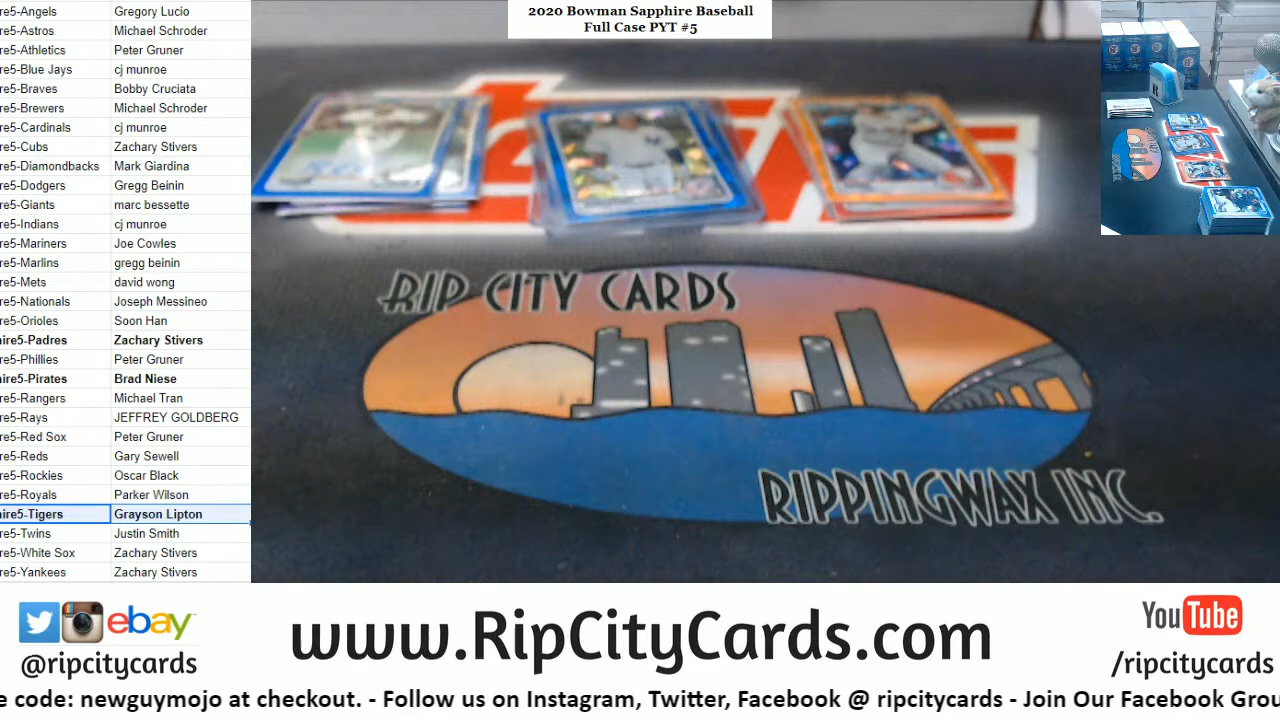 2020 Bowman Sapphire Baseball
Full Case PYT #5
re5-Angels Gregory Lucio
re5-Astros Michael Schroder
re5-Athletics Peter Gruner
re5-Blue Jays cj munroe
re5-Braves Bobby Cruciata
re5-Brewers Michael Schroder
re5-Cardinals cj munroe
re5-Cubs Zachary Stivers
re5-Diamondbacks Mark Giardina
re5-Dodgers Gregg Beinin
re5-Giants marc bessette
re5-Indians cj munroe
re5-Mariners Joe Cowles
re5-Marlins gregg beinin
re5-Mets david wong
re5-Nationals Joseph Messineo
re5-Orioles Soon Han
ire5-Padres Zachary Stivers
re5-Phillies Peter Gruner
ire5-Pirates Brad Niese
re5-Rangers Michael Tran
re5-Rays JEFFREY GOLDBERG
re5-Red Sox Peter Gruner
re5-Reds Gary Sewell
re5-Rockies Oscar Black
re5-Royals Parker Wilson
ire5-Tigers Grayson Lipton
re5-Twins Justin Smith
re5-White Sox Zachary Stivers
re5-Yankees Zachary Stivers
RIP CITY CARDS
RIPPINGWAX INC.
ebay
@ripcitycards
www.RipCityCards.com
YouTube
/ripcitycards
e code: newguymojo at checkout. - Follow us on Instagram, Twitter, Facebook @ ripcitycards - Join Our Facebook Grou